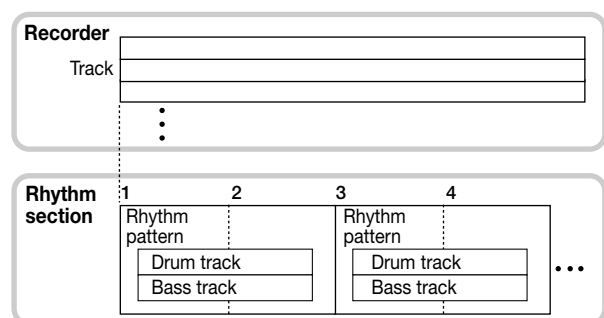 Recorder
Track
Rhythm section
1 2 3 4
Rhythm pattern
Drum track
Bass track
Rhythm pattern
Drum track
Bass track